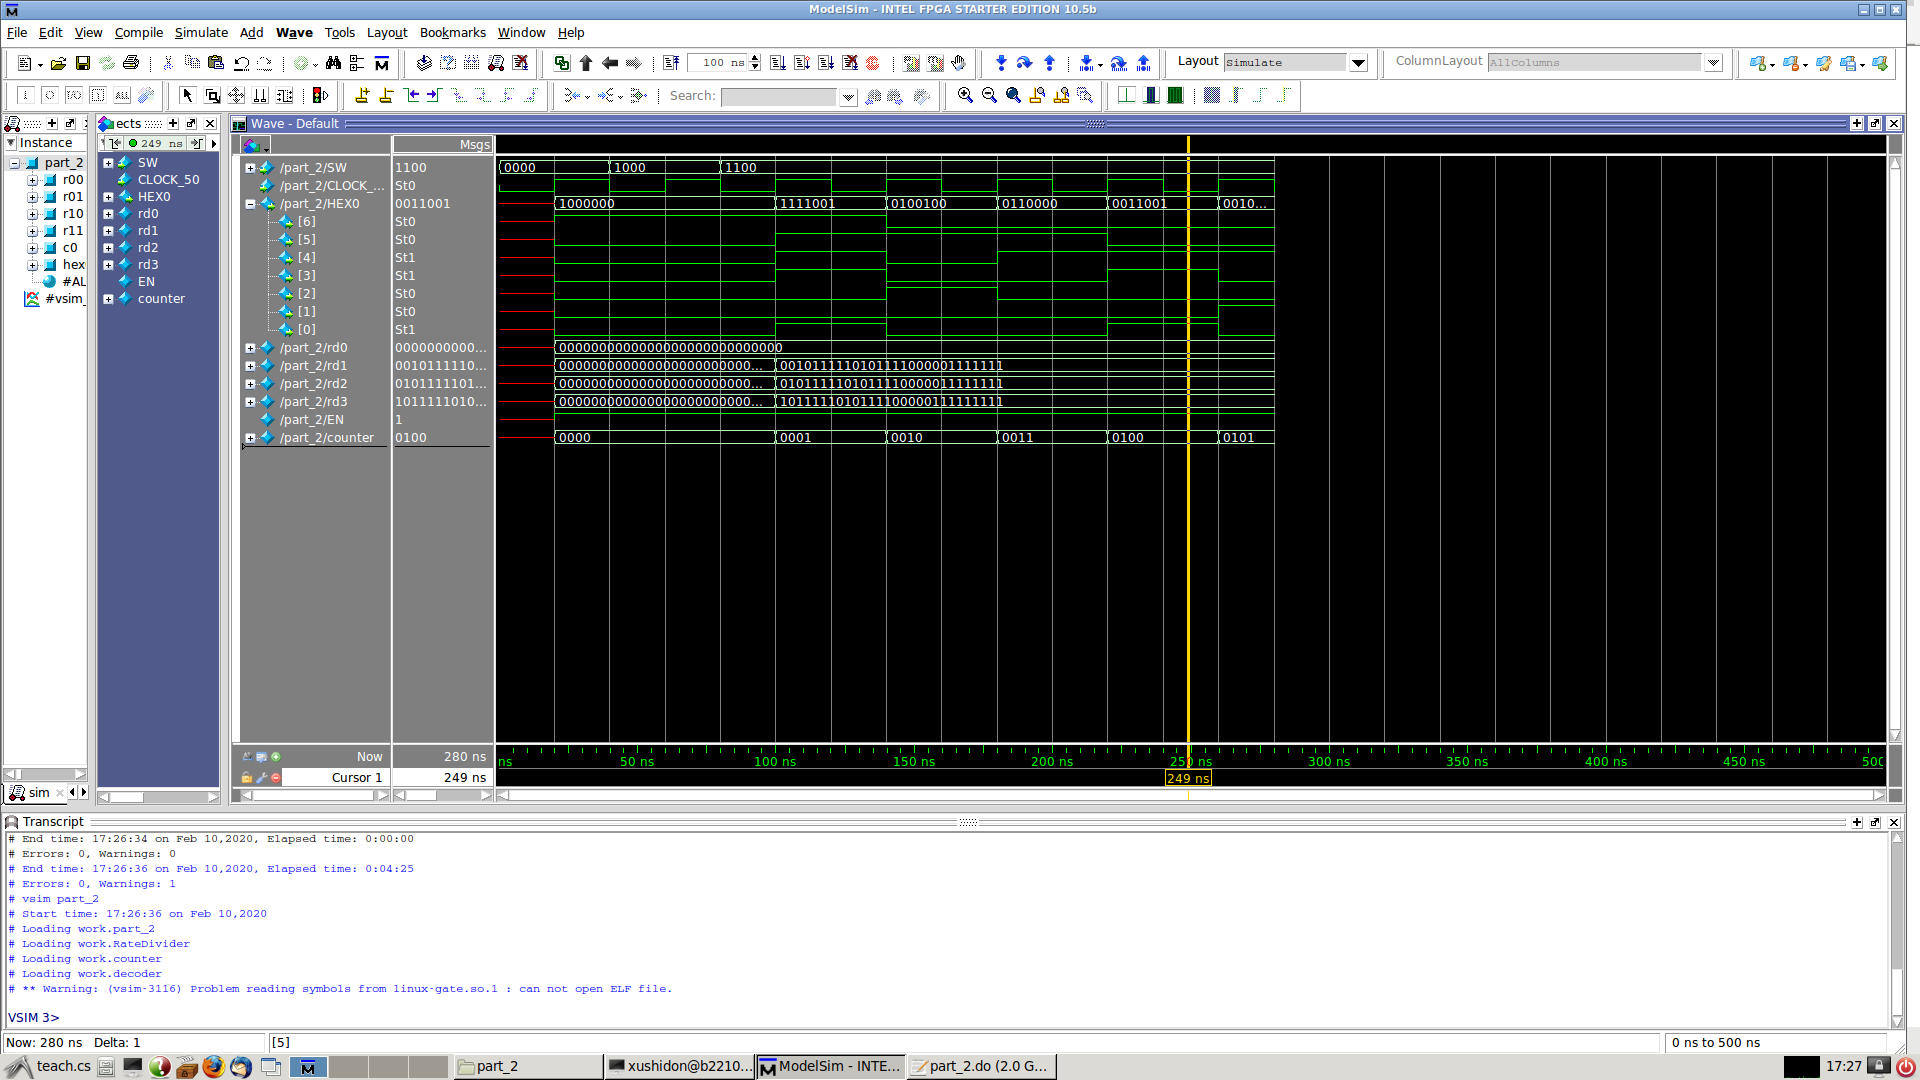 ModelSim - INTEL FPGA STARTER EDITION 10.5b
File Edit View Compile Simulate Add Wave Tools Layout Bookmarks Window Help
100 ns
Layout Simulate
ColumnLayout AllColumns
Search:
ects
Wave - Default
Instance
249 ns
Msgs
part_2
r00
r01
r10
r11
c0
hex
#AL
#vsim_
SW
CLOCK_50
HEX0
rd0
rd1
rd2
rd3
EN
counter
/part_2/SW 1100 0000 1000 1100
/part_2/CLOCK_... St0
/part_2/HEX0 0011001 1000000 1111001 0100100 0110000 0011001 0010...
[6] St0
[5] St0
[4] St1
[3] St1
[2] St0
[1] St0
[0] St1
/part_2/rd0 0000000000... 0000000000000000000000000000
/part_2/rd1 0010111110... 0010111110101111000001111111
/part_2/rd2 0101111101... 0101111101011110000011111111
/part_2/rd3 1011111010... 1011111010111100000111111111
/part_2/EN 1
/part_2/counter 0100 0000 0001 0010 0011 0100 0101
Now 280 ns
ns 50 ns 100 ns 150 ns 200 ns 250 ns 300 ns 350 ns 400 ns 450 ns 500
Cursor 1 249 ns
249 ns
sim
Transcript
# End time: 17:26:34 on Feb 10,2020, Elapsed time: 0:00:00
# Errors: 0, Warnings: 0
# End time: 17:26:36 on Feb 10,2020, Elapsed time: 0:04:25
# Errors: 0, Warnings: 1
# vsim part_2
# Start time: 17:26:36 on Feb 10,2020
# Loading work.part_2
# Loading work.RateDivider
# Loading work.counter
# Loading work.decoder
# ** Warning: (vsim-3116) Problem reading symbols from linux-gate.so.1 : can not open ELF file.
VSIM 3>
Now: 280 ns Delta: 1
[5]
0 ns to 500 ns
teach.cs
part_2
xushidon@b2210...
ModelSim - INTE...
part_2.do (2.0 G...
17:27